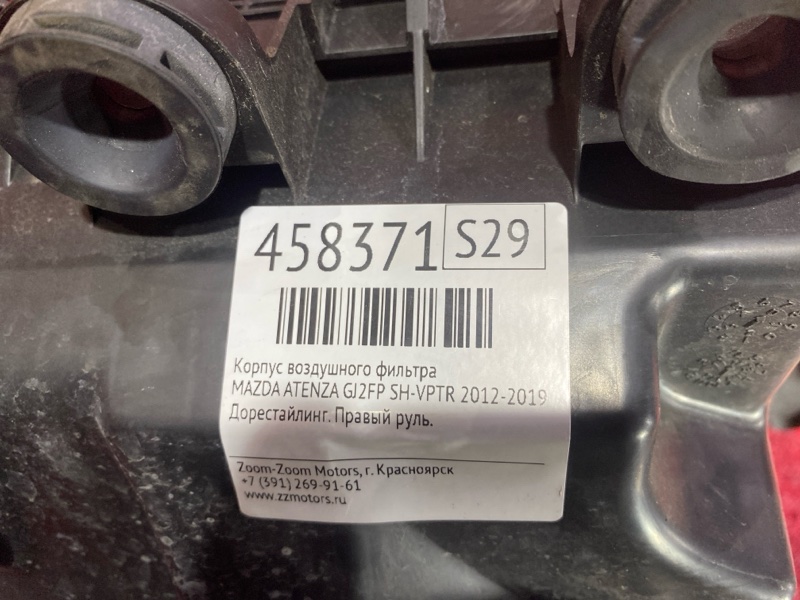 458371 S29
Корпус воздушного фильтра
MAZDA ATENZA GJ2FP SH-VPTR 2012-2019
Дорестайлинг. Правый руль.
Zoom-Zoom Motors, г. Красноярск
+7 (391) 269-91-61
www.zzmotors.ru